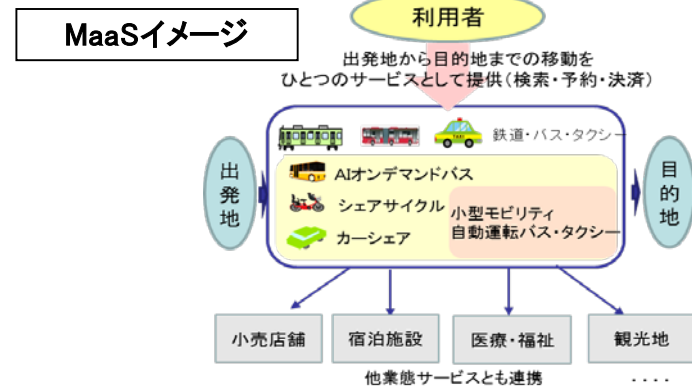 MaaSイメージ
利用者
出発地から目的地までの移動を
ひとつのサービスとして提供（検索・予約・決済）
鉄道・バス・タクシー
TAXI
出発地
AIオンデマンドバス
シェアサイクル
カーシェア
小型モビリティ
自動運転バス・タクシー
目的地
小売店舗
宿泊施設
医療・福祉
観光地
他業態サービスとも連携
・・・・